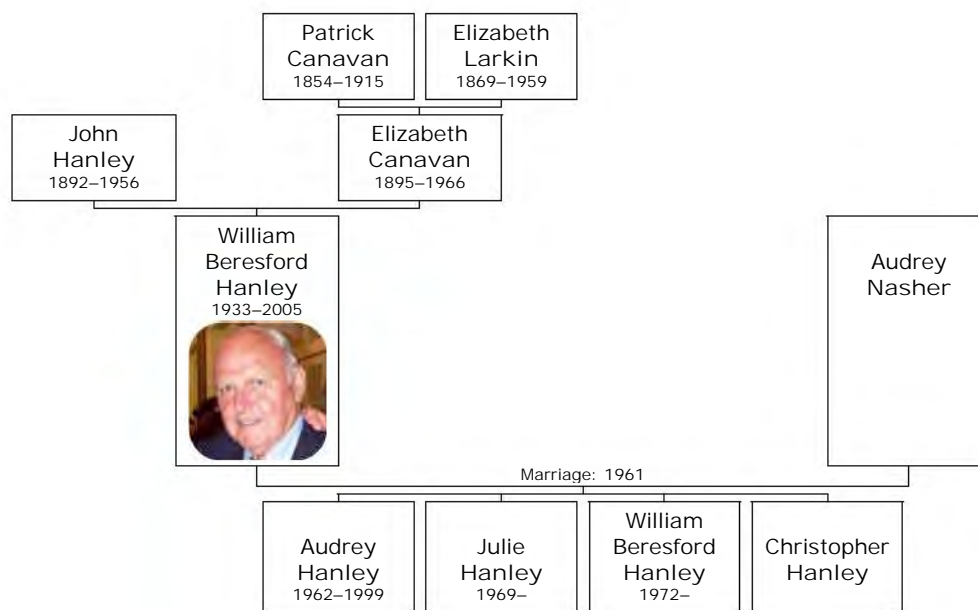 Patrick
Canavan
1854–1915
Elizabeth
Larkin
1869–1959
John
Hanley
1892–1956
Elizabeth
Canavan
1895–1966
William
Beresford
Hanley
1933–2005
Audrey
Nasher
Marriage: 1961
Audrey
Hanley
1962–1999
Julie
Hanley
1969–
William
Beresford
Hanley
1972–
Christopher
Hanley